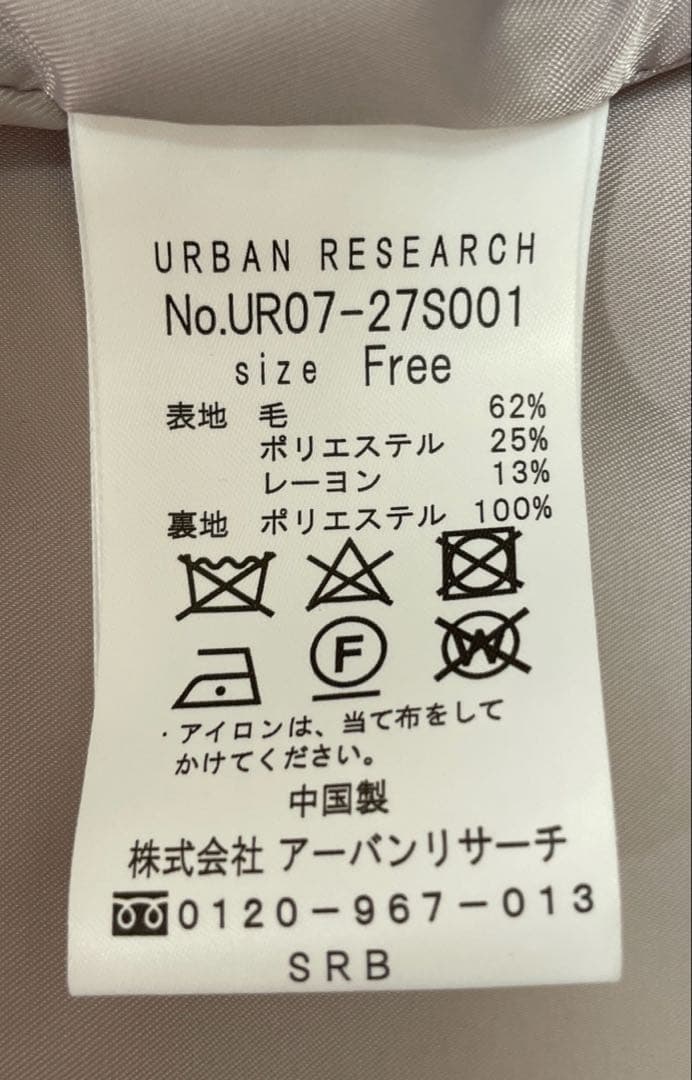 URBAN RESEARCH
No.UR07-27S001
size Free
表地 毛 62%
ポリエステル 25%
レーヨン 13%
裏地 ポリエステル 100%
F W
・アイロンは、当て布をして
かけてください。
中国製
株式会社 アーバンリサーチ
0120-967-013
SRB